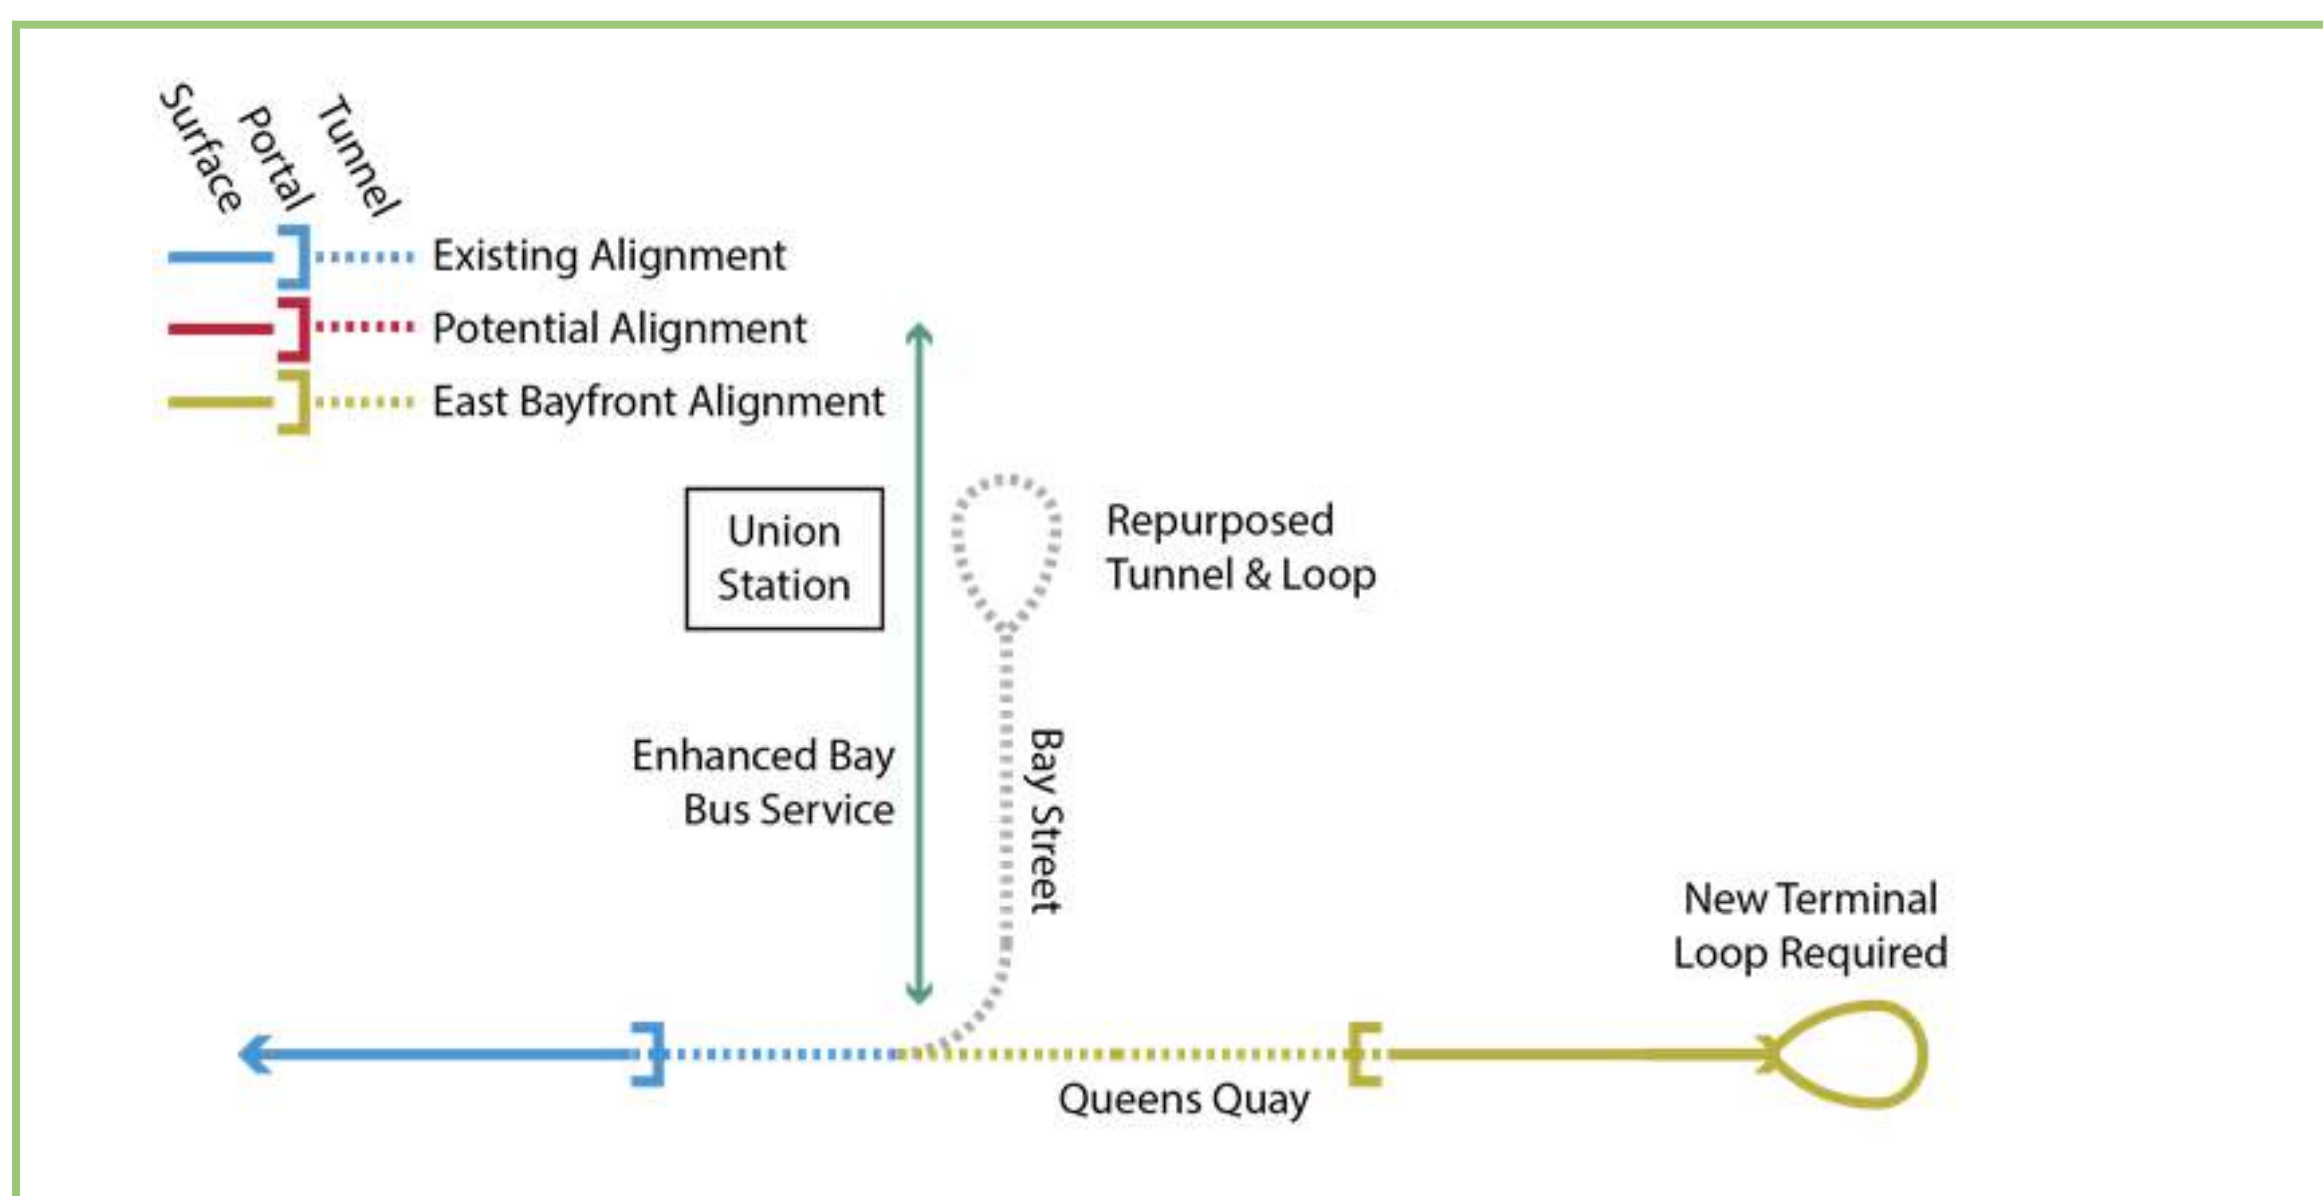 Surface
Portal
Tunnel
Existing Alignment
Potential Alignment
East Bayfront Alignment
Union
Station
Repurposed
Tunnel & Loop
Enhanced Bay
Bus Service
Bay Street
New Terminal
Loop Required
Queens Quay